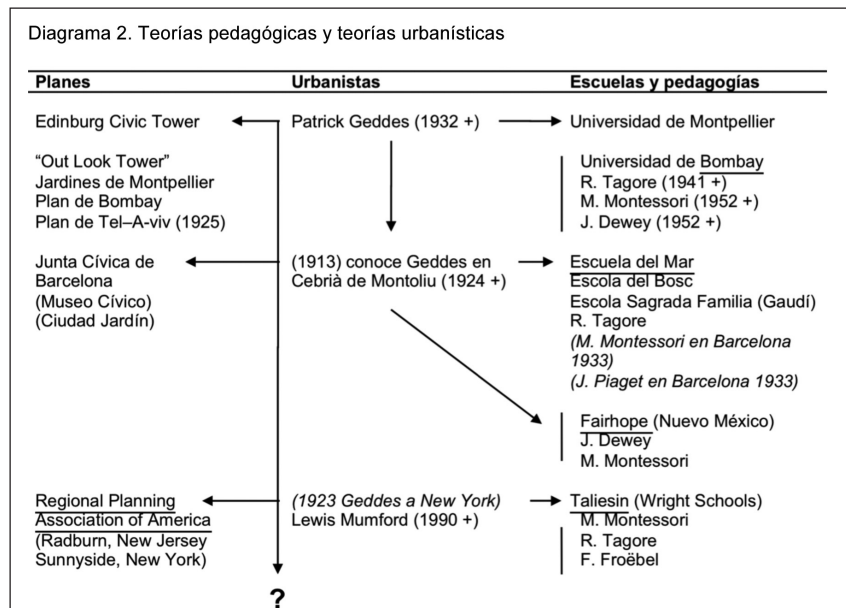 Diagrama 2. Teorías pedagógicas y teorías urbanísticas
Planes Urbanistas Escuelas y pedagogías
Edinburg Civic Tower Patrick Geddes (1932 +) Universidad de Montpellier
“Out Look Tower” Universidad de Bombay
Jardines de Montpellier R. Tagore (1941 +)
Plan de Bombay M. Montessori (1952 +)
Plan de Tel–A-viv (1925) J. Dewey (1952 +)
Junta Cívica de (1913) conoce Geddes en Escuela del Mar
Barcelona Cebrià de Montoliu (1924 +) Escola del Bosc
(Museo Cívico) Escola Sagrada Familia (Gaudí)
(Ciudad Jardín) R. Tagore
(M. Montessori en Barcelona
1933)
(J. Piaget en Barcelona 1933)
Fairhope (Nuevo México)
J. Dewey
M. Montessori
Regional Planning (1923 Geddes a New York) Taliesin (Wright Schools)
Association of America Lewis Mumford (1990 +) M. Montessori
(Radburn, New Jersey R. Tagore
Sunnyside, New York) F. Froëbel
?